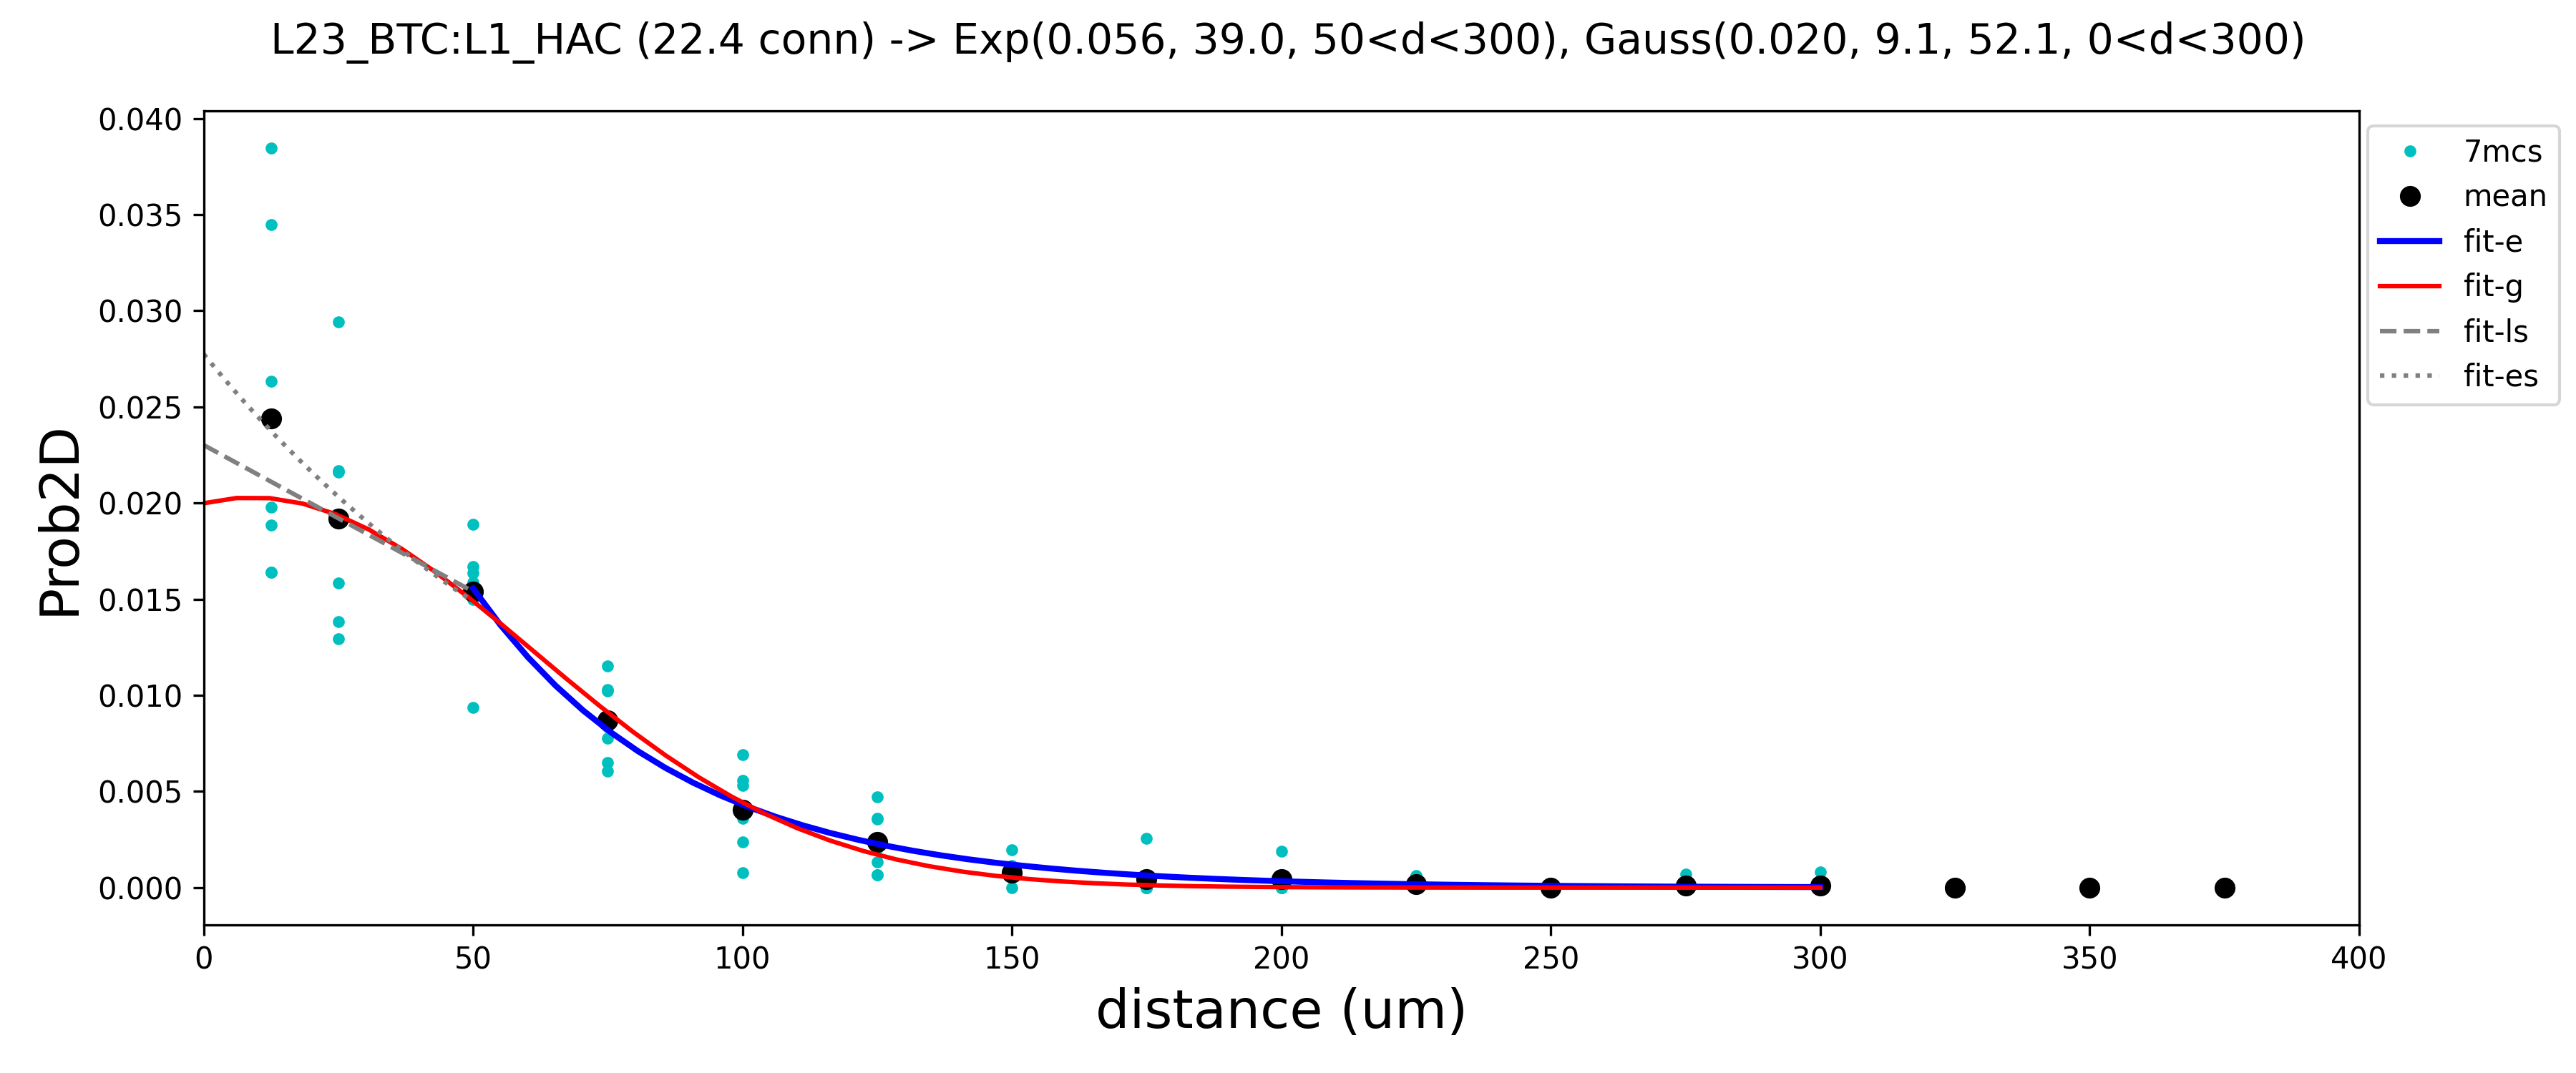 L23_BTC:L1_HAC (22.4 conn) -> Exp(0.056, 39.0, 50<d<300), Gauss(0.020, 9.1, 52.1, 0<d<300)
0.040
0.035
0.030
0.025
0.020
0.015
0.010
0.005
0.000
Prob2D
0 50 100 150 200 250 300 350 400
distance (um)
7mcs
mean
fit-e
fit-g
fit-ls
fit-es